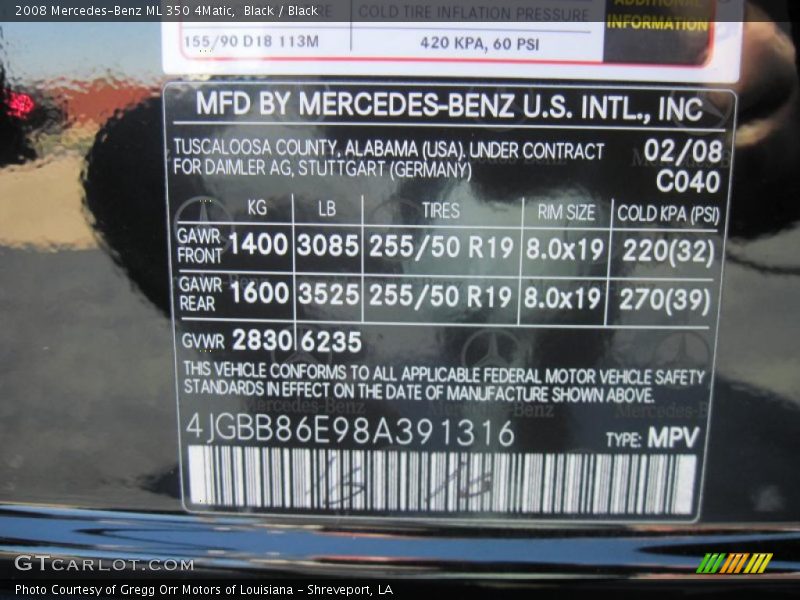 2008 Mercedes-Benz ML 350 4Matic, Black / Black
COLD TIRE INFLATION PRESSURE
ADDITIONAL
INFORMATION
155/90 D18 113M 420 KPA, 60 PSI
MFD BY MERCEDES-BENZ U.S. INTL., INC
TUSCALOOSA COUNTY, ALABAMA (USA). UNDER CONTRACT 02/08
FOR DAIMLER AG, STUTTGART (GERMANY) C040
KG LB TIRES RIM SIZE COLD KPA (PSI)
GAWR FRONT 1400 3085 255/50 R19 8.0x19 220(32)
GAWR REAR 1600 3525 255/50 R19 8.0x19 270(39)
GVWR 2830 6235
THIS VEHICLE CONFORMS TO ALL APPLICABLE FEDERAL MOTOR VEHICLE SAFETY
STANDARDS IN EFFECT ON THE DATE OF MANUFACTURE SHOWN ABOVE.
4JGBB86E98A391316 TYPE: MPV
GTCARLOT.COM
Photo Courtesy of Gregg Orr Motors of Louisiana - Shreveport, LA